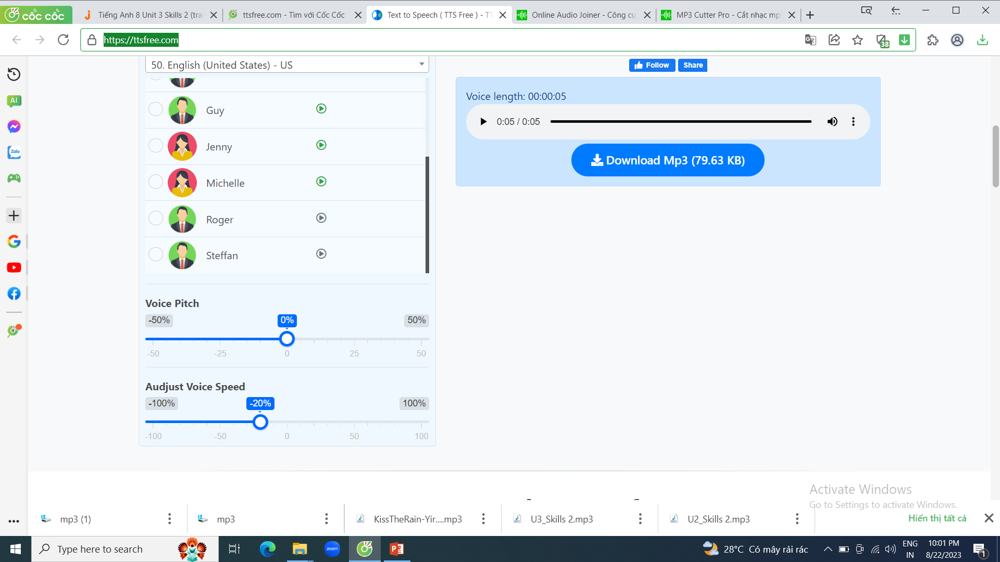 cốc cốc
Tiếng Anh 8 Unit 3 Skills 2 (tra
ttsfree.com - Tìm với Cốc Cốc
Text to Speech ( TTS Free ) - TT
Online Audio Joiner - Công cụ
MP3 Cutter Pro - Cắt nhạc mp
https://ttsfree.com
38
50. English (United States) - US
Follow
Share
AI
Zalo
Guy
Jenny
Michelle
Roger
Steffan
Voice length: 00:00:05
0:05 / 0:05
Download Mp3 (79.63 KB)
Voice Pitch
-50%
0%
50%
-50
-25
0
25
50
Audjust Voice Speed
-100%
-20%
100%
-100
-50
0
50
100
Activate Windows
Go to Settings to activate Windows.
mp3 (1)
mp3
KissTheRain-Yir....mp3
U3_Skills 2.mp3
U2_Skills 2.mp3
Hiển thị tất cả
Type here to search
zoom
28°C Có mây rải rác
ENG
IN
10:01 PM
8/22/2023
1